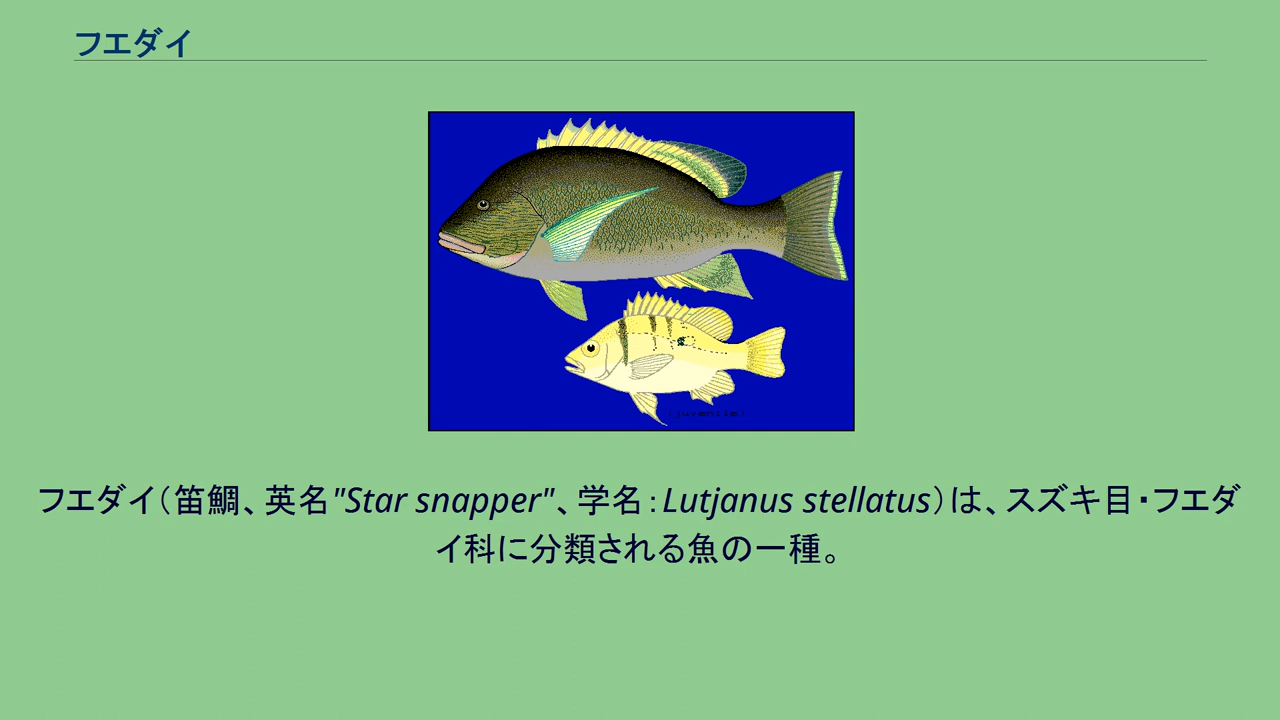 フエダイ
フエダイ（笛鯛、英名"Star snapper"、学名：Lutjanus stellatus）は、スズキ目・フエダ
イ科に分類される魚の一種。